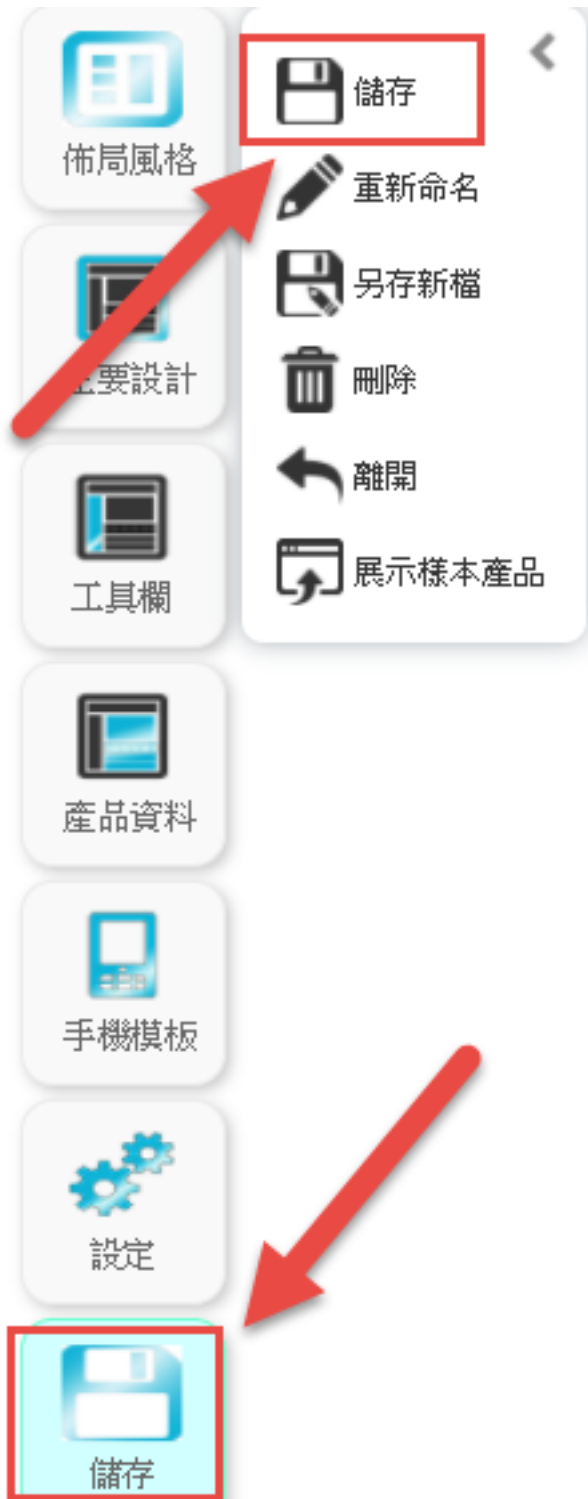 佈局風格
要設計
工具欄
產品資料
手機模板
設定
儲存
儲存
重新命名
另存新檔
刪除
離開
展示樣本產品